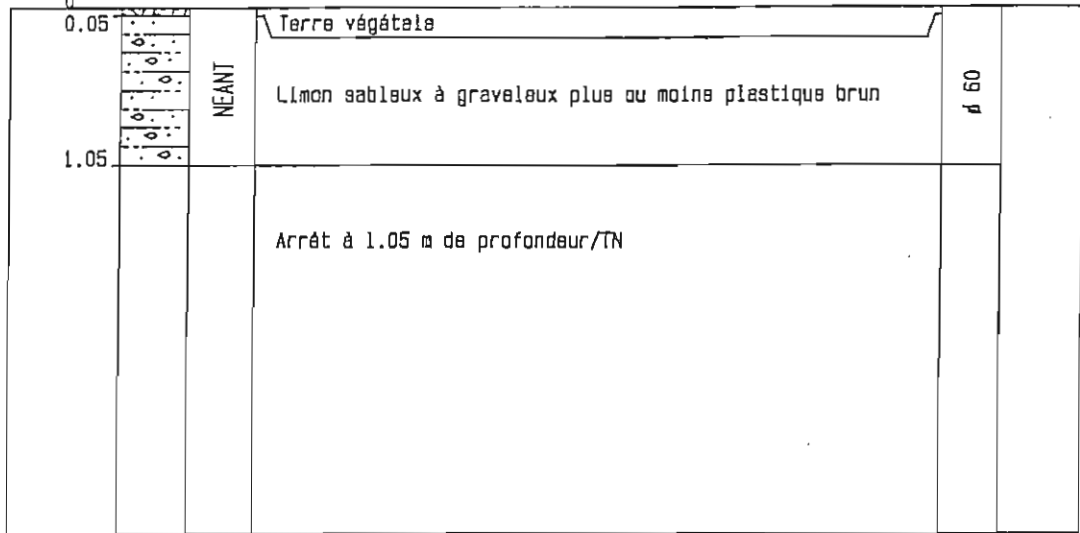 0
0.05
Terre végétale
NEANT
Limon sableux à graveleux plus ou moins plastique brun
ø 60
1.05
Arrêt à 1.05 m de profondeur/TN